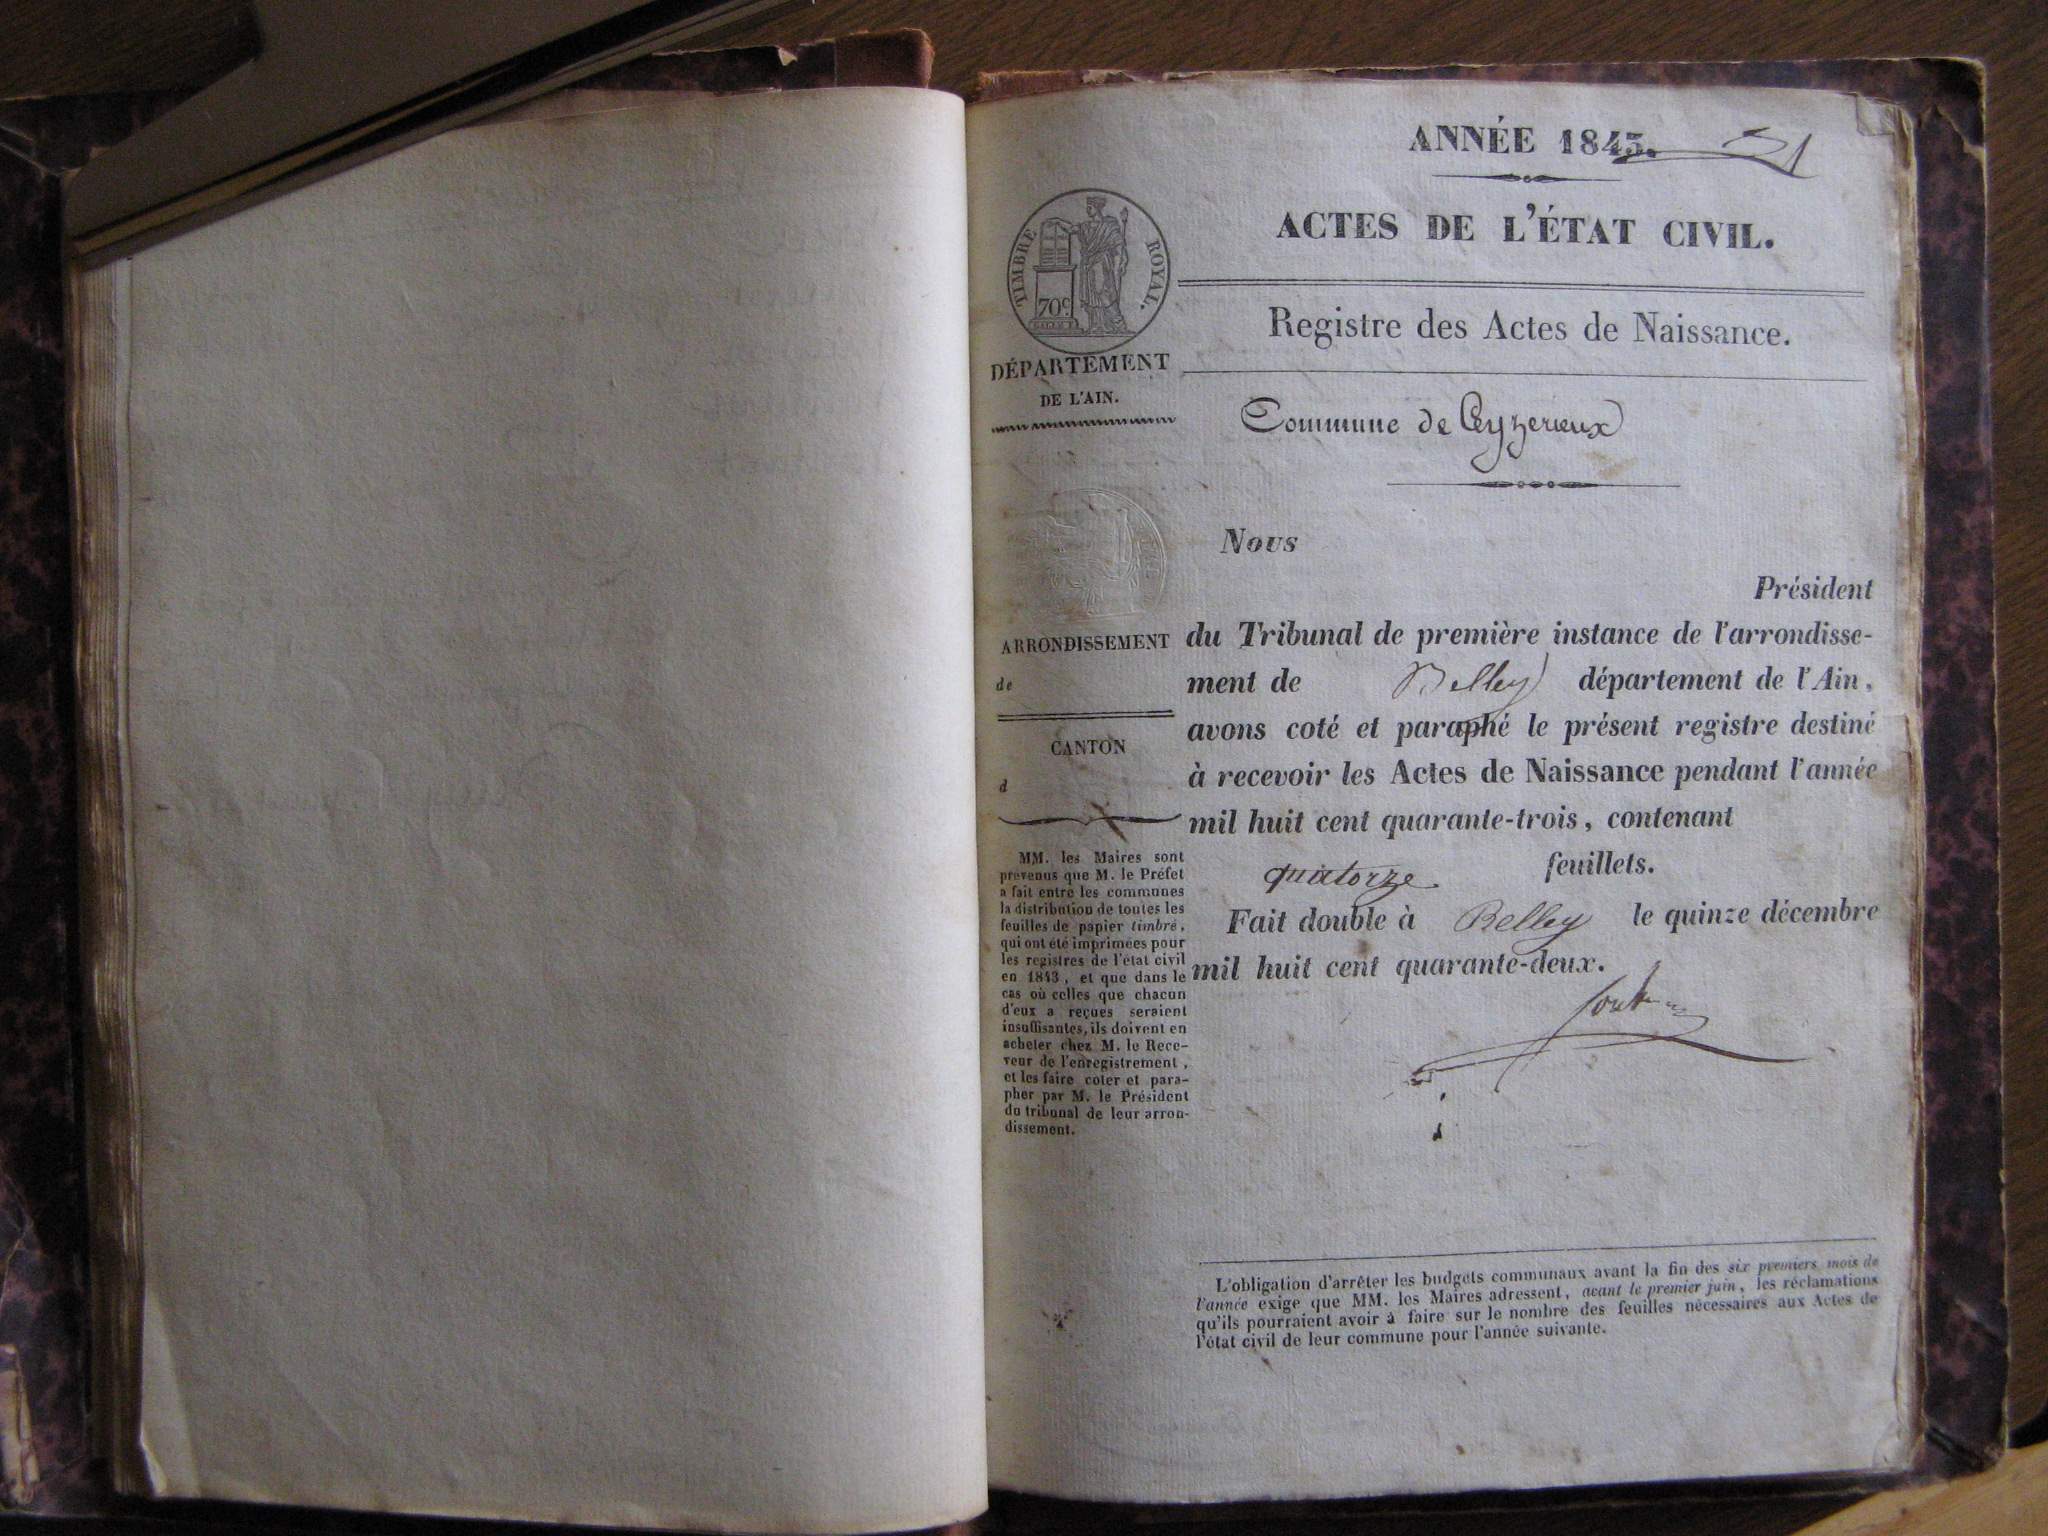 ANNÉE 1843.
ACTES DE L'ÉTAT CIVIL.
TIMBRE ROYAL.
70c
Registre des Actes de Naissance.
DÉPARTEMENT
DE L'AIN.
Commune de Ceyzerieux
Nous
Président
du Tribunal de première instance de l'arrondisse-
ment de Belley département de l'Ain,
avons coté et paraphé le présent registre destiné
à recevoir les Actes de Naissance pendant l'année
mil huit cent quarante-trois, contenant
quatorze feuillets.
Fait double à Belley le quinze décembre
mil huit cent quarante-deux.
ARRONDISSEMENT
de
CANTON
d
MM. les Maires sont
prévenus que M. le Préfet
a fait entre les communes
la distribution de toutes les
feuilles de papier timbré,
qui ont été imprimées pour
les registres de l'état civil
en 1843, et que dans le
cas où celles que chacun
d'eux a reçues seraient
insuffisantes, ils doivent en
acheter chez M. le Rece-
veur de l'enregistrement,
et les faire coter et para-
pher par M. le Président
du tribunal de leur arron-
dissement.
L'obligation d'arrêter les budgets communaux avant la fin des six premiers mois de
l'année exige que MM. les Maires adressent, avant le premier juin, les réclamations
qu'ils pourraient avoir à faire sur le nombre des feuilles nécessaires aux Actes de
l'état civil de leur commune pour l'année suivante.